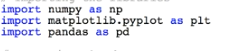 import numpy as np
import matplotlib.pyplot as plt
import pandas as pd